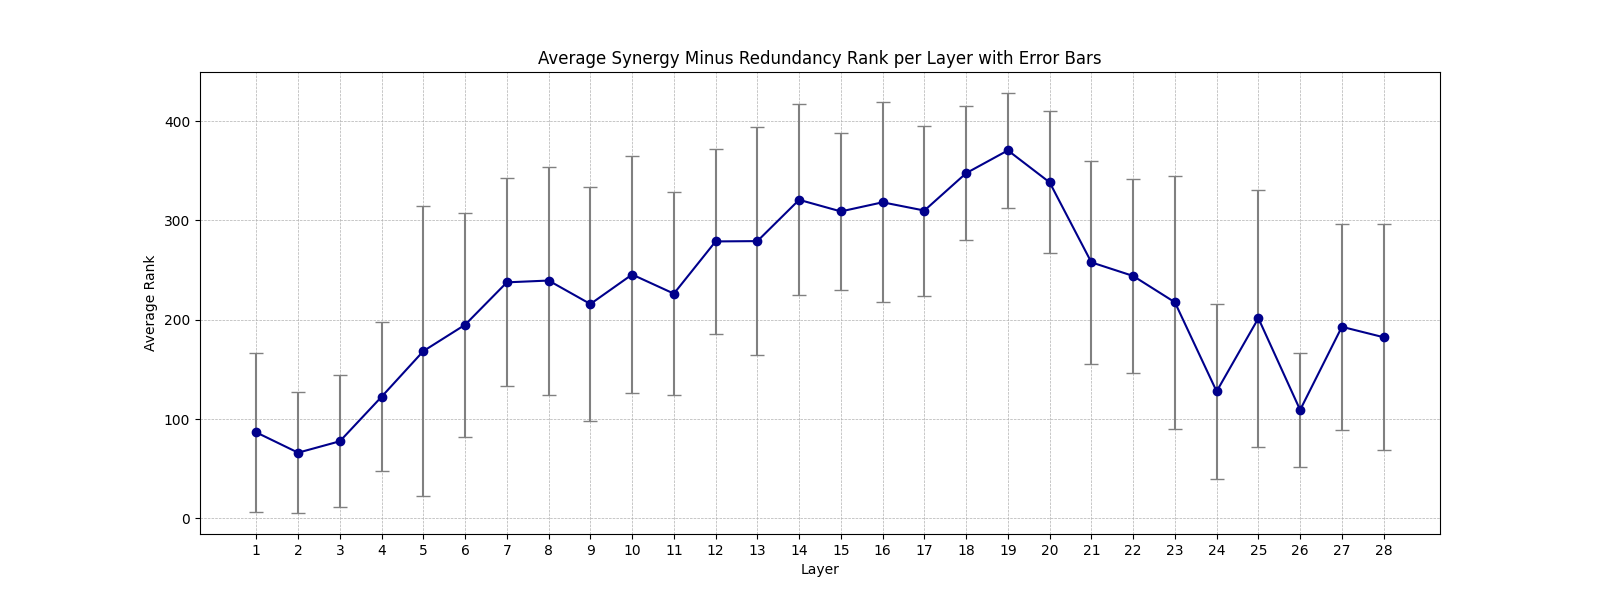 Average Synergy Minus Redundancy Rank per Layer with Error Bars
Average Rank
400
300
200
100
0
1 2 3 4 5 6 7 8 9 10 11 12 13 14 15 16 17 18 19 20 21 22 23 24 25 26 27 28
Layer